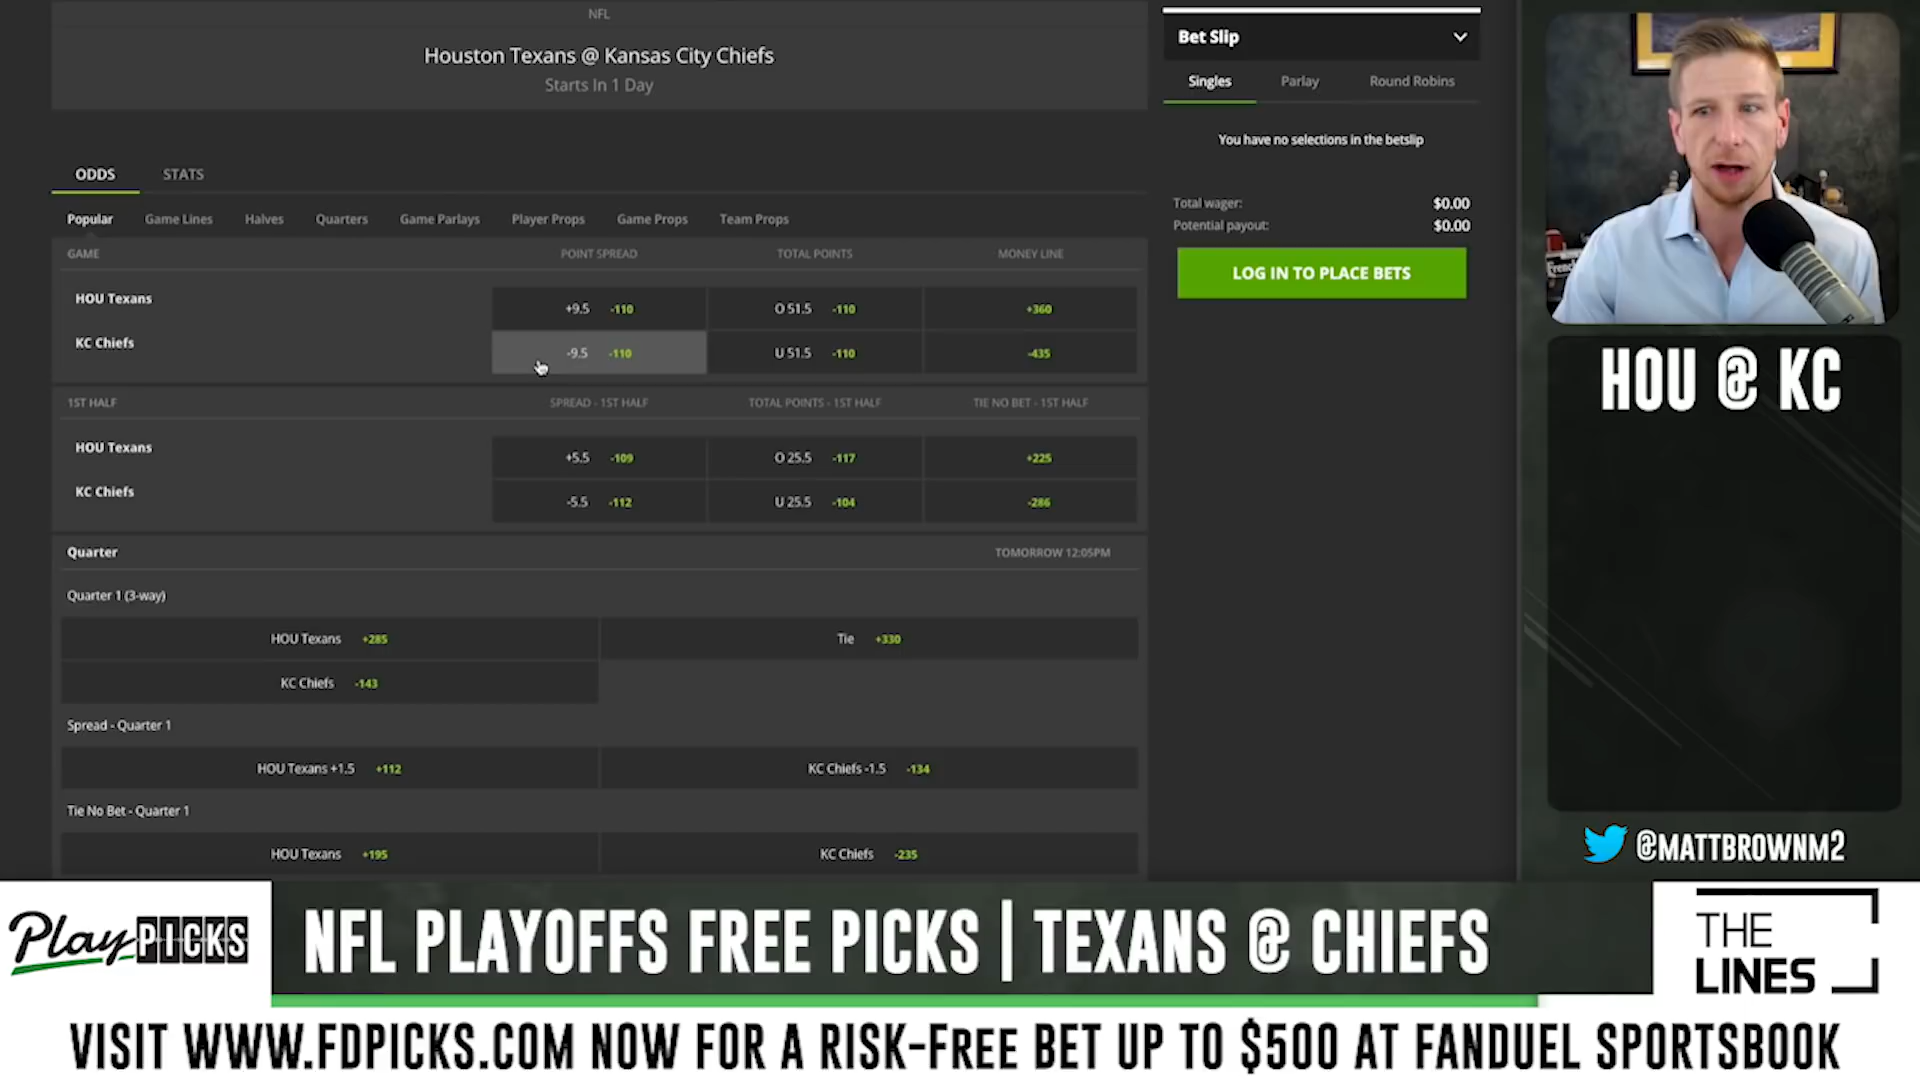 NFL
Houston Texans @ Kansas City Chiefs
Starts In 1 Day
ODDS STATS
Popular Game Lines Halves Quarters Game Parlays Player Props Game Props Team Props
GAME POINT SPREAD TOTAL POINTS MONEY LINE
HOU Texans +9.5 -110 O 51.5 -110 +360
KC Chiefs -9.5 -110 U 51.5 -110 -435
1ST HALF SPREAD - 1ST HALF TOTAL POINTS - 1ST HALF TIE NO BET - 1ST HALF
HOU Texans +5.5 -109 O 25.5 -117 +225
KC Chiefs -5.5 -112 U 25.5 -104 -286
Quarter TOMORROW 12:05PM
Quarter 1 (3-way)
HOU Texans +285 Tie +330
KC Chiefs -143
Spread - Quarter 1
HOU Texans +1.5 +112 KC Chiefs -1.5 -134
Tie No Bet - Quarter 1
HOU Texans +195 KC Chiefs -235
Bet Slip
Singles Parlay Round Robins
You have no selections in the betslip
Total wager: $0.00
Potential payout: $0.00
LOG IN TO PLACE BETS
HOU @ KC
@MATTBROWNM2
PlayPICKS
NFL PLAYOFFS FREE PICKS | TEXANS @ CHIEFS
THE
LINES
VISIT WWW.FDPICKS.COM NOW FOR A RISK-FREE BET UP TO $500 AT FANDUEL SPORTSBOOK